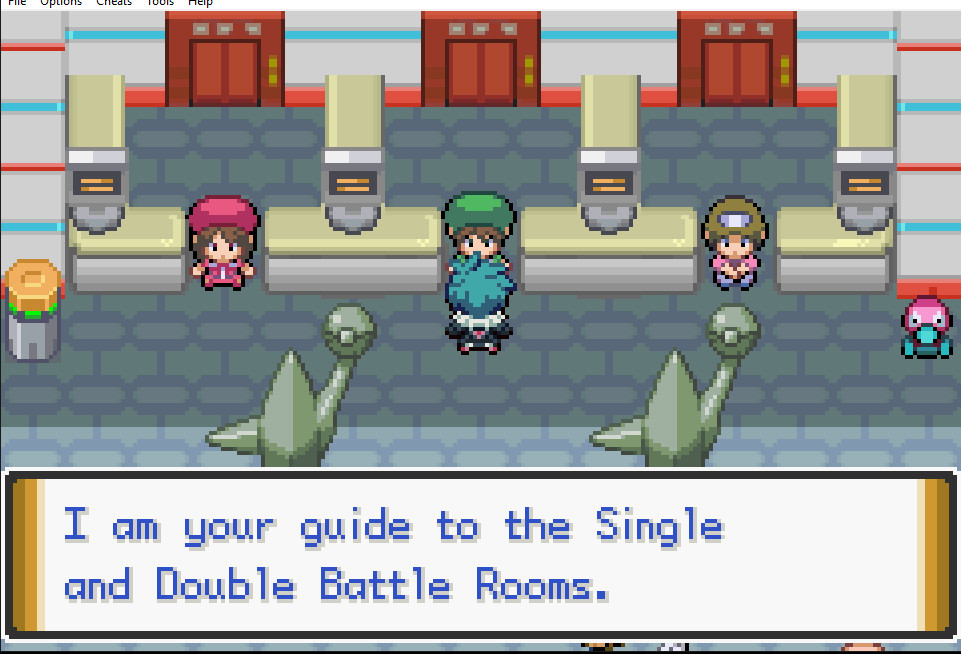 File Options Cheats Tools Help
I am your guide to the Single
and Double Battle Rooms.